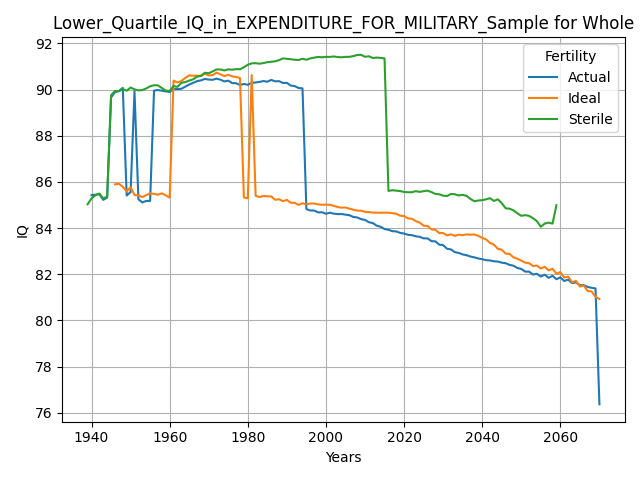 Lower_Quartile_IQ_in_EXPENDITURE_FOR_MILITARY_Sample for Whole
Fertility
Actual
Ideal
Sterile
92
90
88
86
84
82
80
78
76
IQ
1940 1960 1980 2000 2020 2040 2060
Years